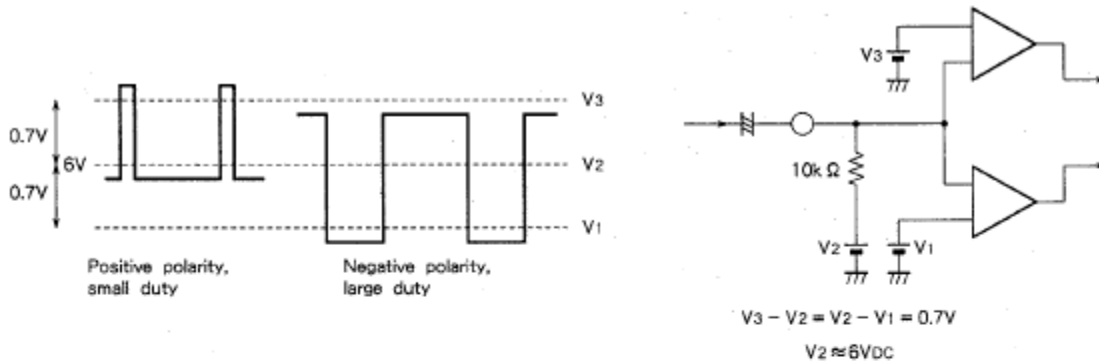 0.7V
6V
0.7V
V3
V2
V1
Positive polarity,
small duty
Negative polarity,
large duty
V3
10k Ω
V2
V1
V3 – V2 = V2 – V1 = 0.7V
V2 ≈ 6VDC